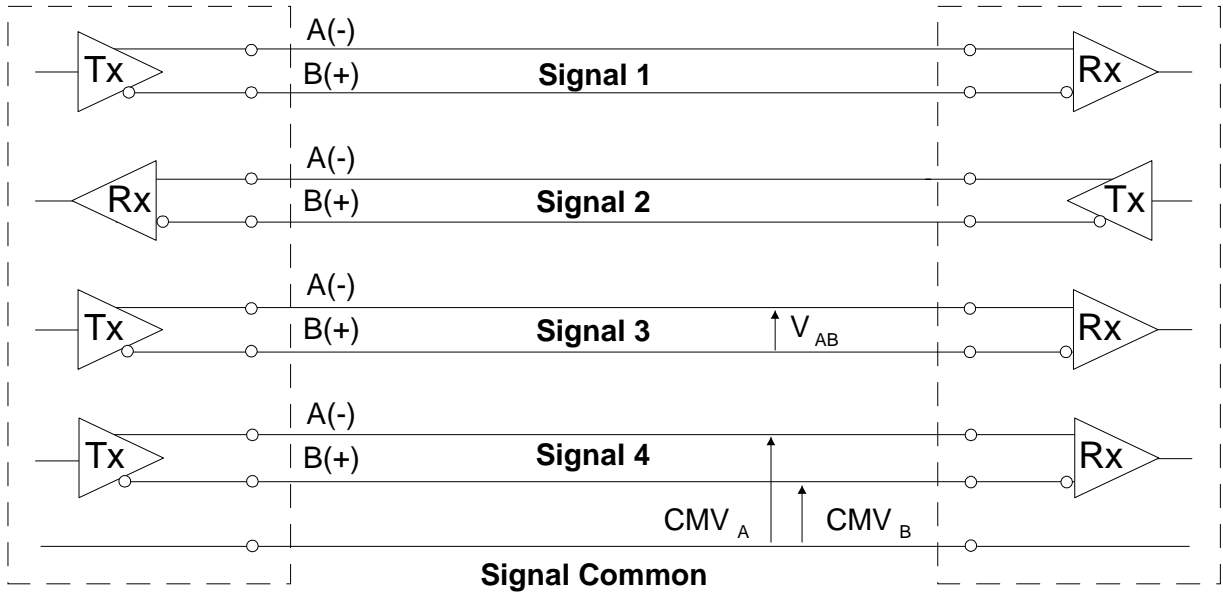 A(-)
Tx B(+) Signal 1 Rx
A(-)
Rx B(+) Signal 2 Tx
A(-)
Tx B(+) Signal 3 V AB Rx
A(-)
Tx B(+) Signal 4 Rx
CMV A CMV B
Signal Common